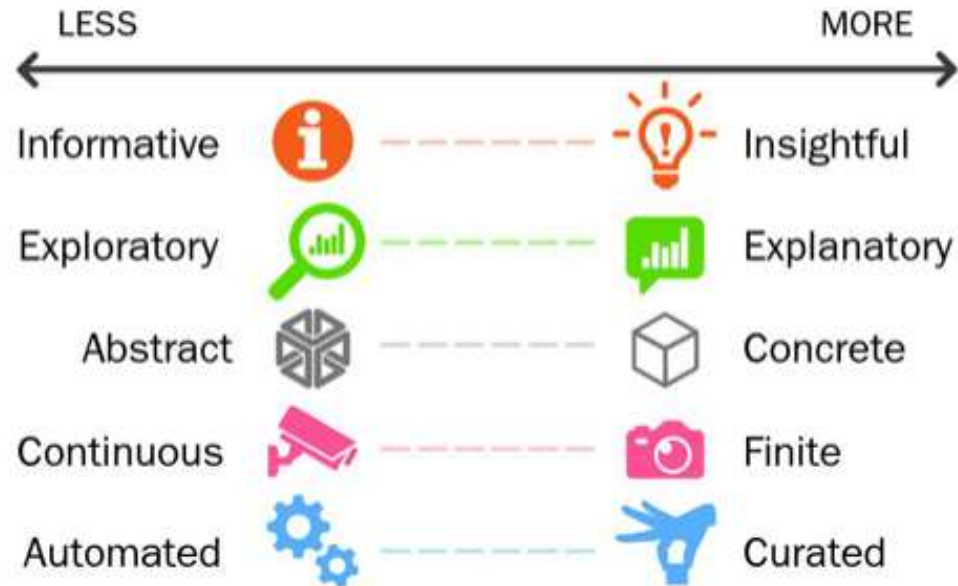 LESS MORE
Informative Insightful
Exploratory Explanatory
Abstract Concrete
Continuous Finite
Automated Curated